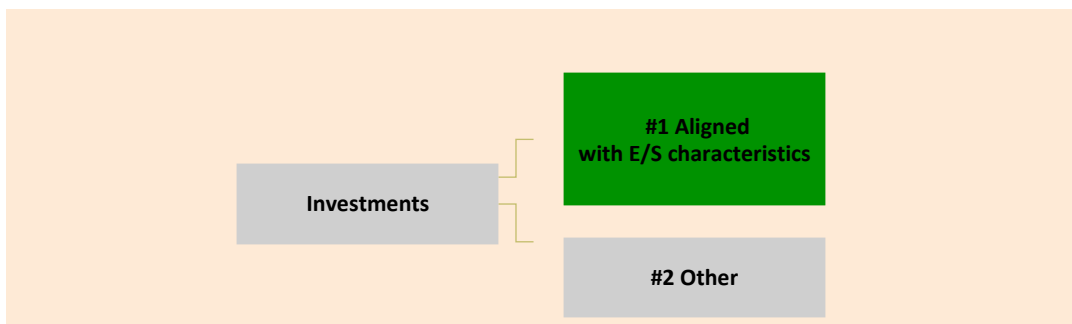 #1 Aligned
with E/S characteristics
Investments
#2 Other